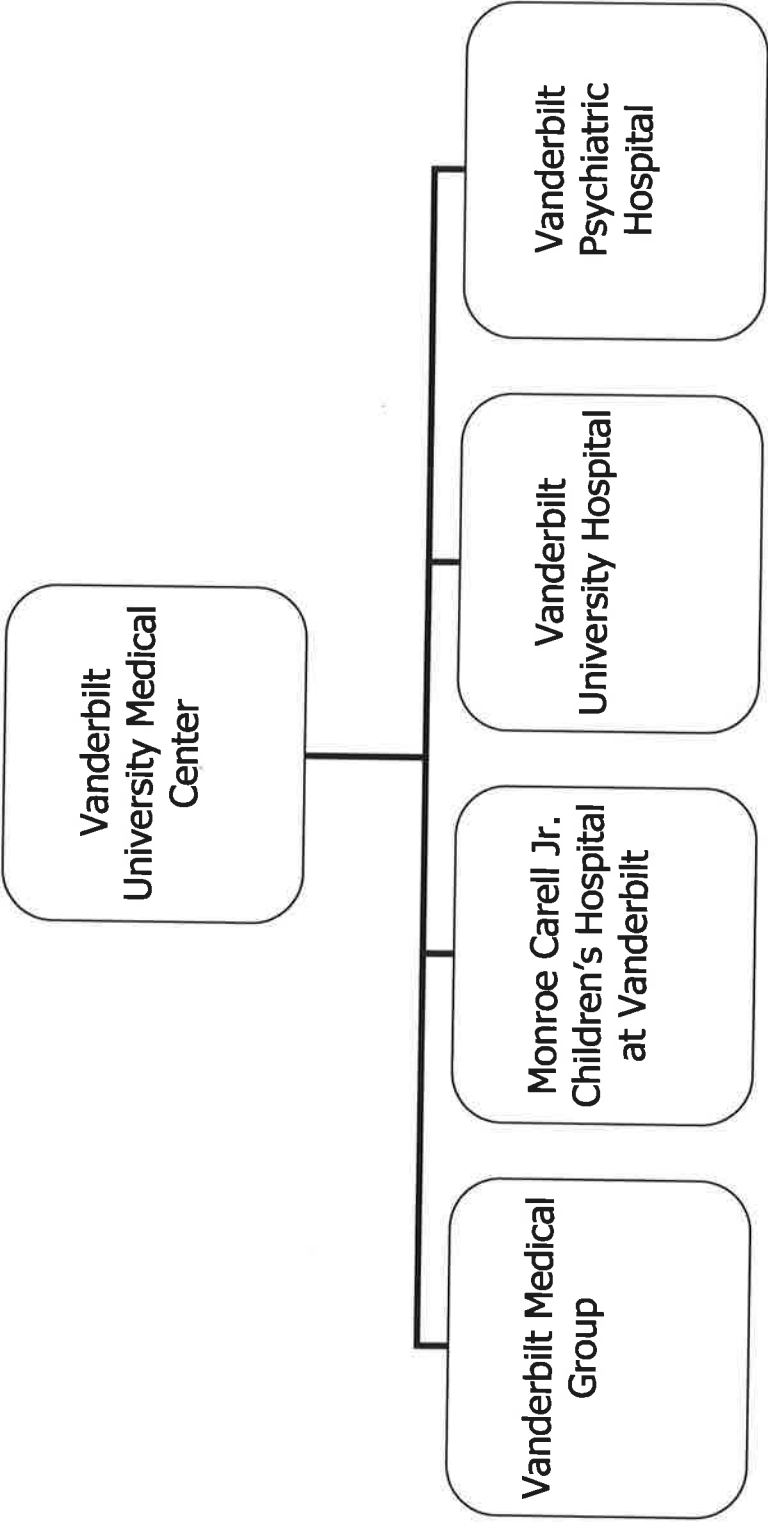 Vanderbilt
University Medical
Center
Vanderbilt Medical
Group
Monroe Carell Jr.
Children's Hospital
at Vanderbilt
Vanderbilt
University Hospital
Vanderbilt
Psychiatric
Hospital